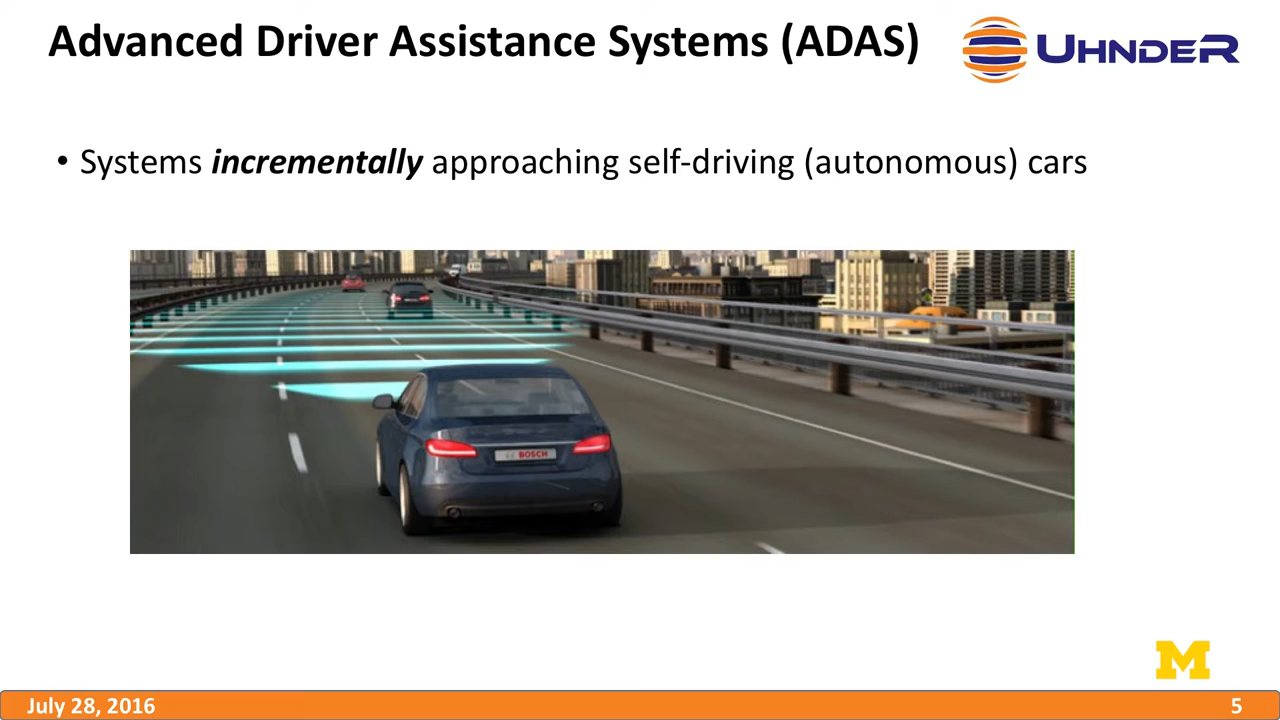 Advanced Driver Assistance Systems (ADAS)
UHNDER
• Systems incrementally approaching self-driving (autonomous) cars
BOSCH
M
July 28, 2016
5